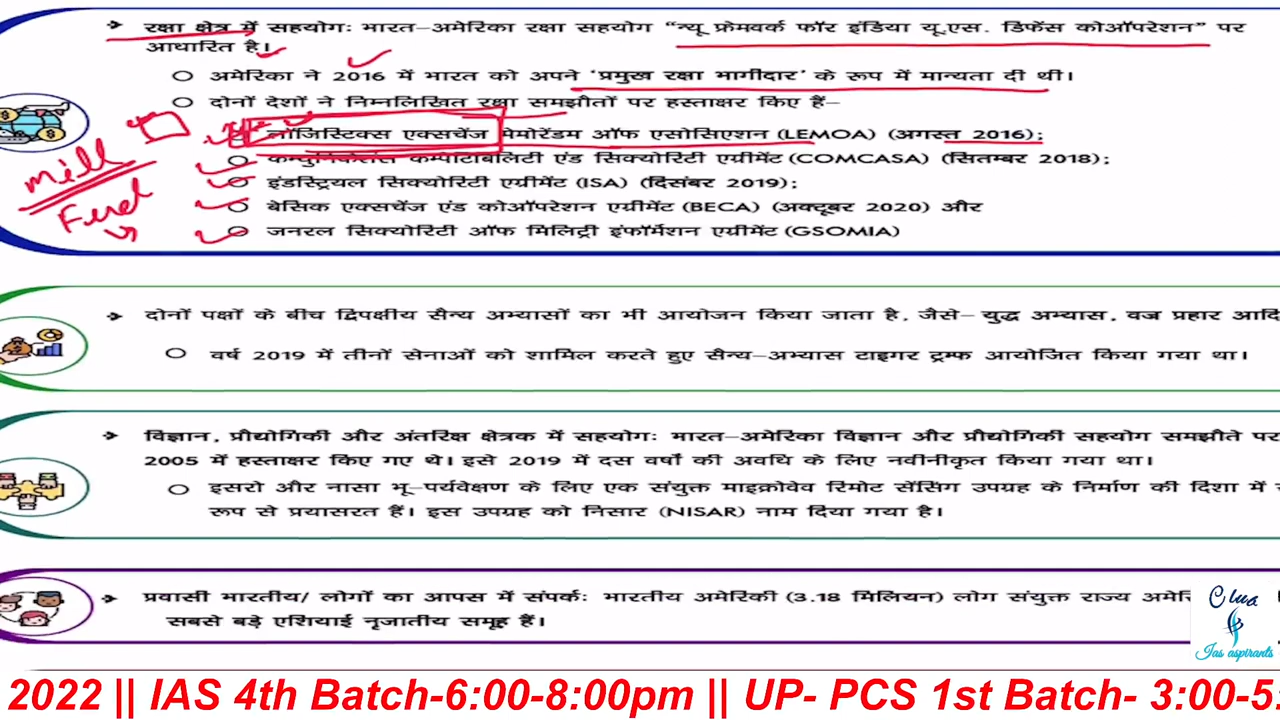 रक्षा क्षेत्र में सहयोगः भारत–अमेरिका रक्षा सहयोग “न्यू फ्रेमवर्क फॉर इंडिया यू.एस. डिफेंस कोऑपरेशन” पर
आधारित है।
अमेरिका ने 2016 में भारत को अपने ‘प्रमुख रक्षा भागीदार’ के रूप में मान्यता दी थी।
दोनों देशों ने निम्नलिखित रक्षा समझौतों पर हस्ताक्षर किए हैं–
लॉजिस्टिक्स एक्सचेंज मेमोरेंडम ऑफ एसोसिएशन (LEMOA) (अगस्त 2016);
कम्युनिकेशंस कम्पैटिबिलिटी एंड सिक्योरिटी एग्रीमेंट (COMCASA) (सितम्बर 2018);
इंडस्ट्रियल सिक्योरिटी एग्रीमेंट (ISA) (दिसंबर 2019);
बेसिक एक्सचेंज एंड कोऑपरेशन एग्रीमेंट (BECA) (अक्टूबर 2020) और
जनरल सिक्योरिटी ऑफ मिलिट्री इंफॉर्मेशन एग्रीमेंट (GSOMIA)
Fuel
दोनों पक्षों के बीच द्विपक्षीय सैन्य अभ्यासों का भी आयोजन किया जाता है, जैसे– युद्ध अभ्यास, वज्र प्रहार आदि
वर्ष 2019 में तीनों सेनाओं को शामिल करते हुए सैन्य–अभ्यास टाइगर ट्रम्फ आयोजित किया गया था।
विज्ञान, प्रौद्योगिकी और अंतरिक्ष क्षेत्रक में सहयोगः भारत–अमेरिका विज्ञान और प्रौद्योगिकी सहयोग समझौते पर
2005 में हस्ताक्षर किए गए थे। इसे 2019 में दस वर्षों की अवधि के लिए नवीनीकृत किया गया था।
इसरो और नासा भू–पर्यवेक्षण के लिए एक संयुक्त माइक्रोवेव रिमोट सेंसिंग उपग्रह के निर्माण की दिशा में
रूप से प्रयासरत हैं। इस उपग्रह को निसार (NISAR) नाम दिया गया है।
प्रवासी भारतीय/ लोगों का आपस में संपर्कः भारतीय अमेरिकी (3.18 मिलियन) लोग संयुक्त राज्य
सबसे बड़े एशियाई नृजातीय समूह हैं।
Ias aspirants
2022 || IAS 4th Batch-6:00-8:00pm || UP- PCS 1st Batch- 3:00-5: